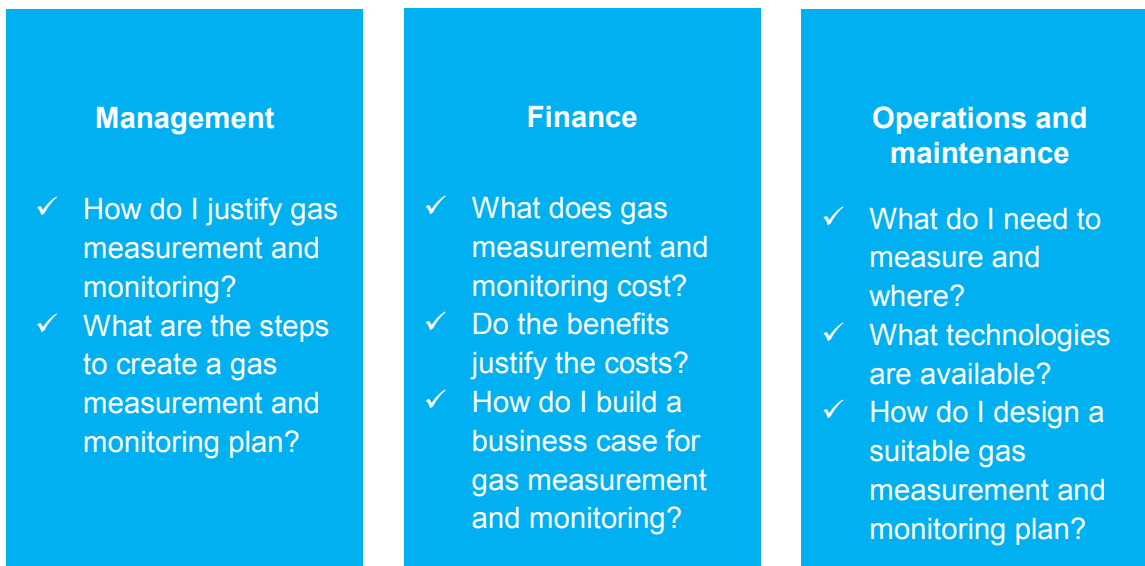 Management
✓ How do I justify gas
measurement and
monitoring?
✓ What are the steps
to create a gas
measurement and
monitoring plan?
Finance
✓ What does gas
measurement and
monitoring cost?
✓ Do the benefits
justify the costs?
✓ How do I build a
business case for
gas measurement
and monitoring?
Operations and
maintenance
✓ What do I need to
measure and
where?
✓ What technologies
are available?
✓ How do I design a
suitable gas
measurement and
monitoring plan?